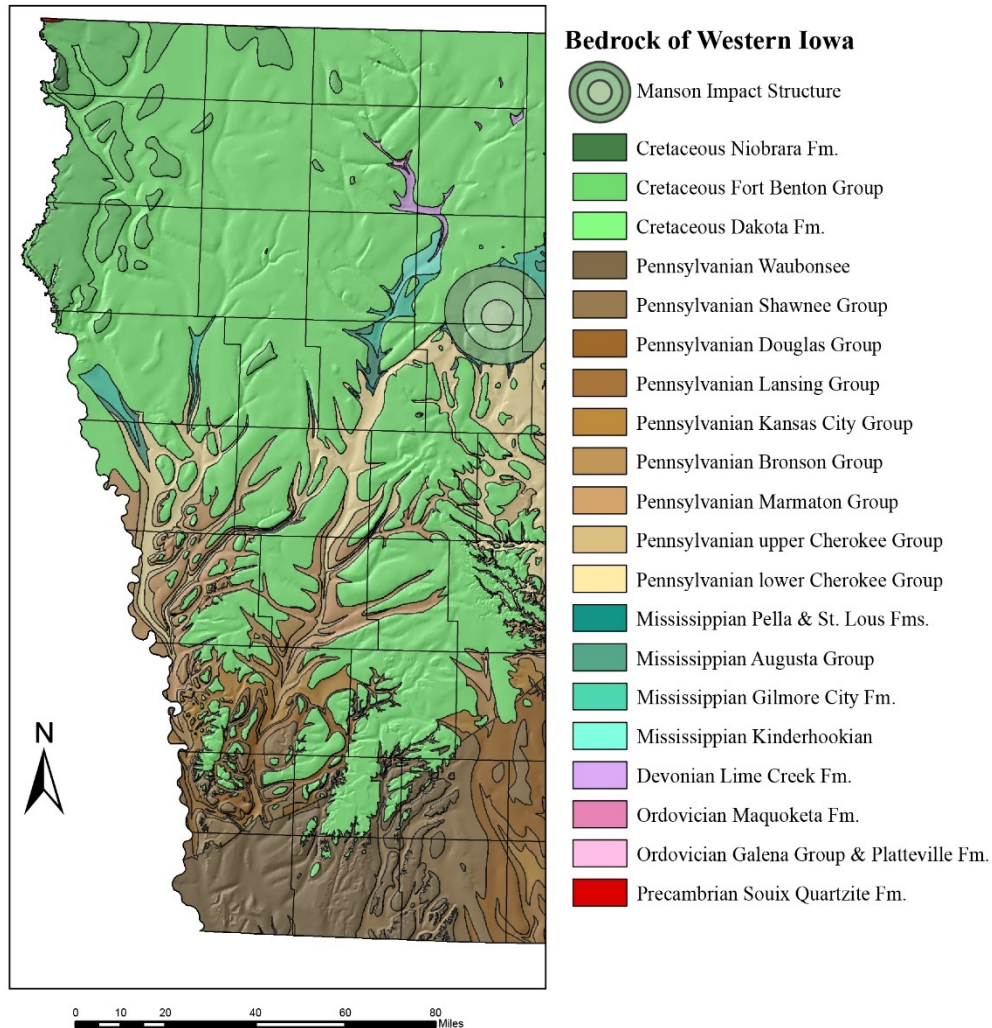 Bedrock of Western Iowa
Manson Impact Structure
Cretaceous Niobrara Fm.
Cretaceous Fort Benton Group
Cretaceous Dakota Fm.
Pennsylvanian Waubonsee
Pennsylvanian Shawnee Group
Pennsylvanian Douglas Group
Pennsylvanian Lansing Group
Pennsylvanian Kansas City Group
Pennsylvanian Bronson Group
Pennsylvanian Marmaton Group
Pennsylvanian upper Cherokee Group
Pennsylvanian lower Cherokee Group
Mississippian Pella & St. Lous Fms.
Mississippian Augusta Group
Mississippian Gilmore City Fm.
Mississippian Kinderhookian
Devonian Lime Creek Fm.
Ordovician Maquoketa Fm.
Ordovician Galena Group & Platteville Fm.
Precambrian Souix Quartzite Fm.
N
0 10 20 40 60 80
Miles